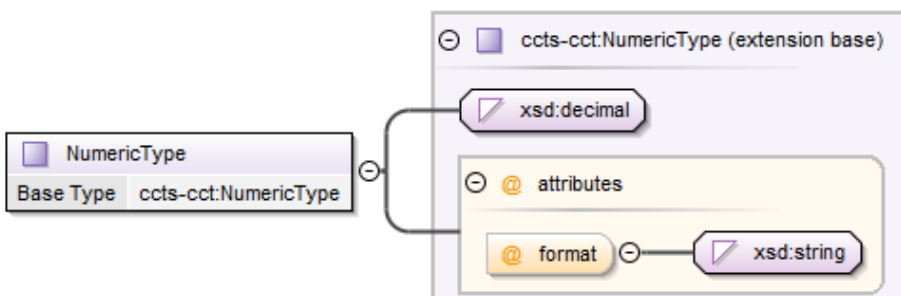 ccts-cct:NumericType (extension base)
xsd:decimal
NumericType
Base Type ccts-cct:NumericType
@ attributes
@ format xsd:string